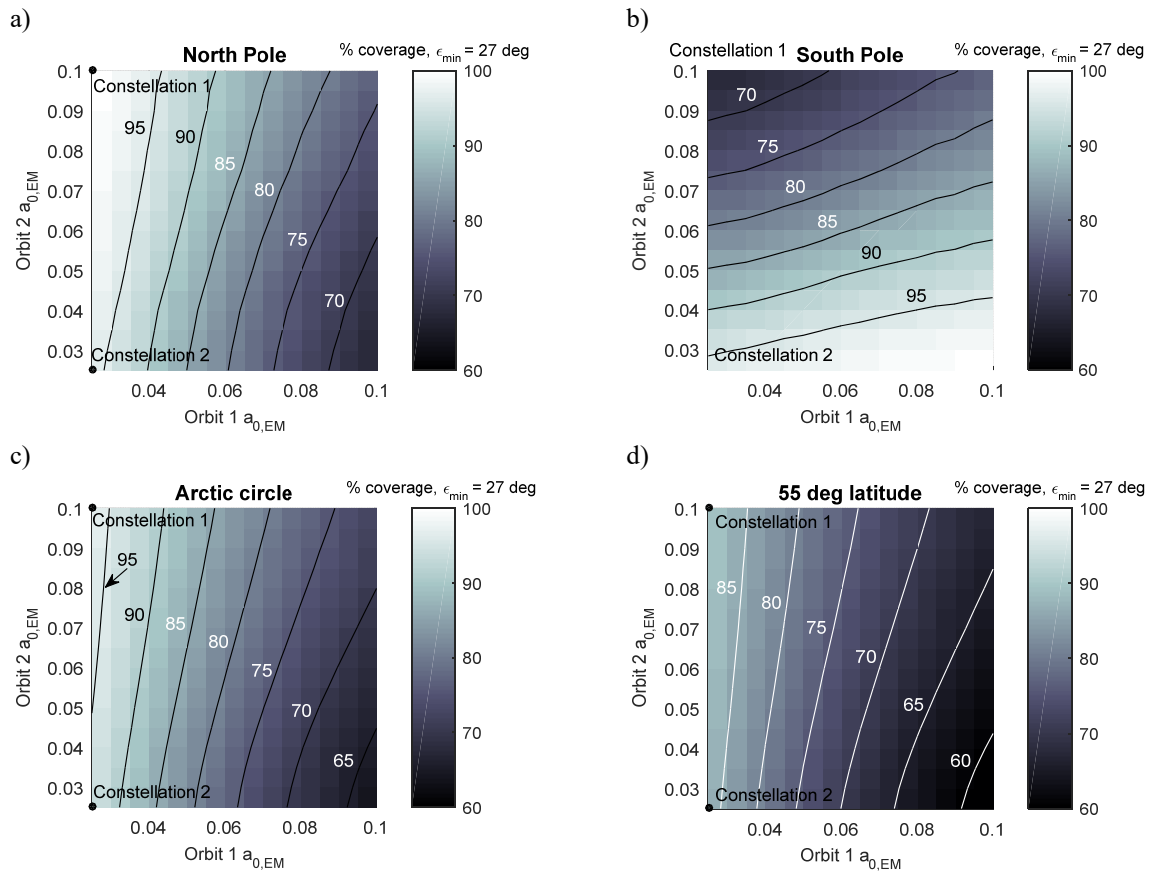 a)
North Pole
% coverage, ϵmin = 27 deg
Constellation 1
95
90
85
80
75
70
Constellation 2
0.1
0.09
0.08
0.07
0.06
0.05
0.04
0.03
Orbit 2 a0,EM
0.04 0.06 0.08 0.1
Orbit 1 a0,EM
100
90
80
70
60
b)
Constellation 1
South Pole
% coverage, ϵmin = 27 deg
70
75
80
85
90
95
Constellation 2
0.1
0.09
0.08
0.07
0.06
0.05
0.04
0.03
Orbit 2 a0,EM
0.04 0.06 0.08 0.1
Orbit 1 a0,EM
100
90
80
70
60
c)
Arctic circle
% coverage, ϵmin = 27 deg
Constellation 1
95
90
85
80
75
70
65
Constellation 2
0.1
0.09
0.08
0.07
0.06
0.05
0.04
0.03
Orbit 2 a0,EM
0.04 0.06 0.08 0.1
Orbit 1 a0,EM
100
90
80
70
60
d)
55 deg latitude
% coverage, ϵmin = 27 deg
Constellation 1
85
80
75
70
65
60
Constellation 2
0.1
0.09
0.08
0.07
0.06
0.05
0.04
0.03
Orbit 2 a0,EM
0.04 0.06 0.08 0.1
Orbit 1 a0,EM
100
90
80
70
60